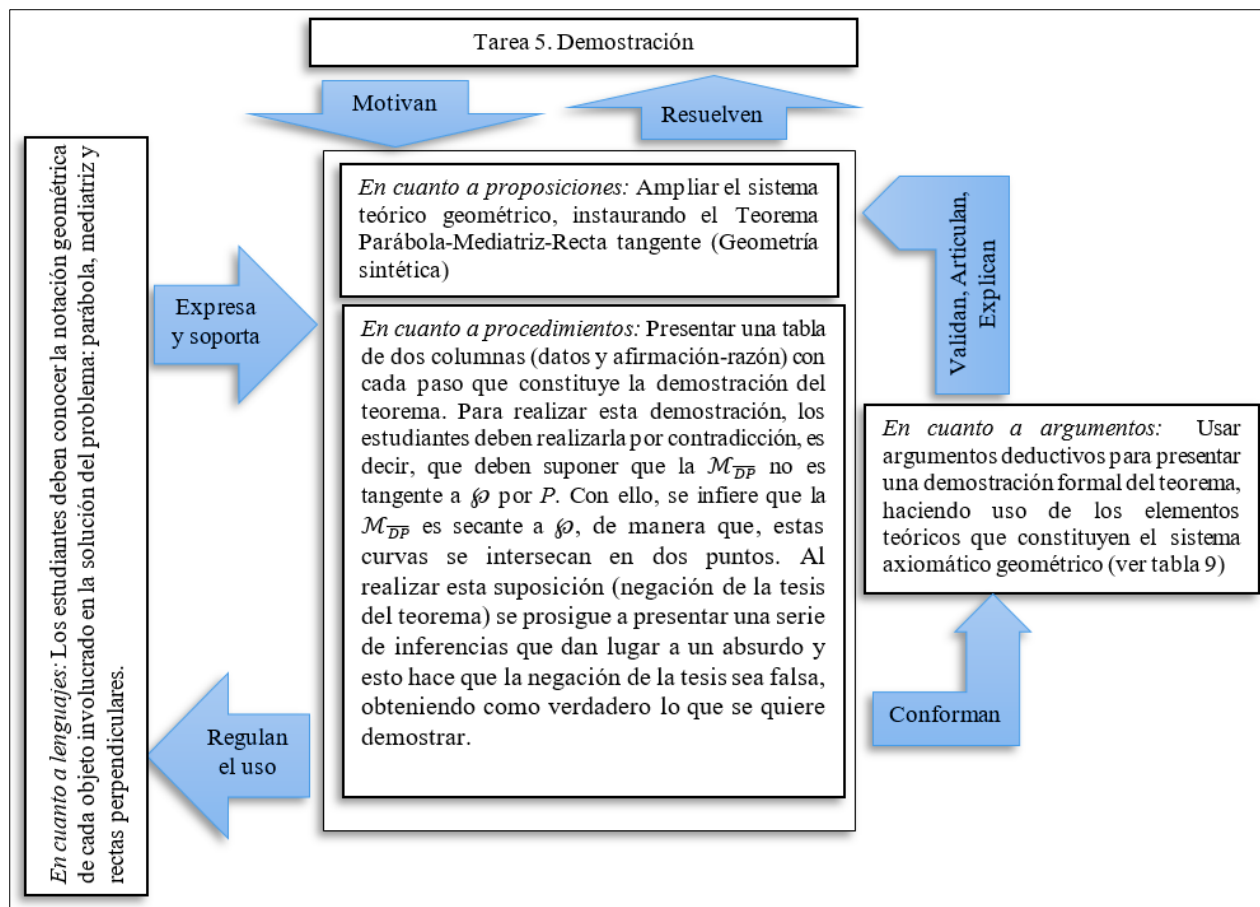 Tarea 5. Demostración
Motivan
Resuelven
En cuanto a lenguajes: Los estudiantes deben conocer la notación geométrica
de cada objeto involucrado en la solución del problema: parábola, mediatriz y
rectas perpendiculares.
Expresa
y soporta
Regulan
el uso
En cuanto a proposiciones: Ampliar el sistema
teórico geométrico, instaurando el Teorema
Parábola-Mediatriz-Recta tangente (Geometría
sintética)
En cuanto a procedimientos: Presentar una tabla
de dos columnas (datos y afirmación-razón) con
cada paso que constituye la demostración del
teorema. Para realizar esta demostración, los
estudiantes deben realizarla por contradicción, es
decir, que deben suponer que la ℳ_D̅P̅ no es
tangente a ℘ por P. Con ello, se infiere que la
ℳ_D̅P̅ es secante a ℘, de manera que, estas
curvas se intersecan en dos puntos. Al
realizar esta suposición (negación de la tesis
del teorema) se prosigue a presentar una serie
de inferencias que dan lugar a un absurdo y
esto hace que la negación de la tesis sea falsa,
obteniendo como verdadero lo que se quiere
demostrar.
Validan, Articulan,
Explican
En cuanto a argumentos: Usar
argumentos deductivos para presentar
una demostración formal del teorema,
haciendo uso de los elementos
teóricos que constituyen el sistema
axiomático geométrico (ver tabla 9)
Conforman